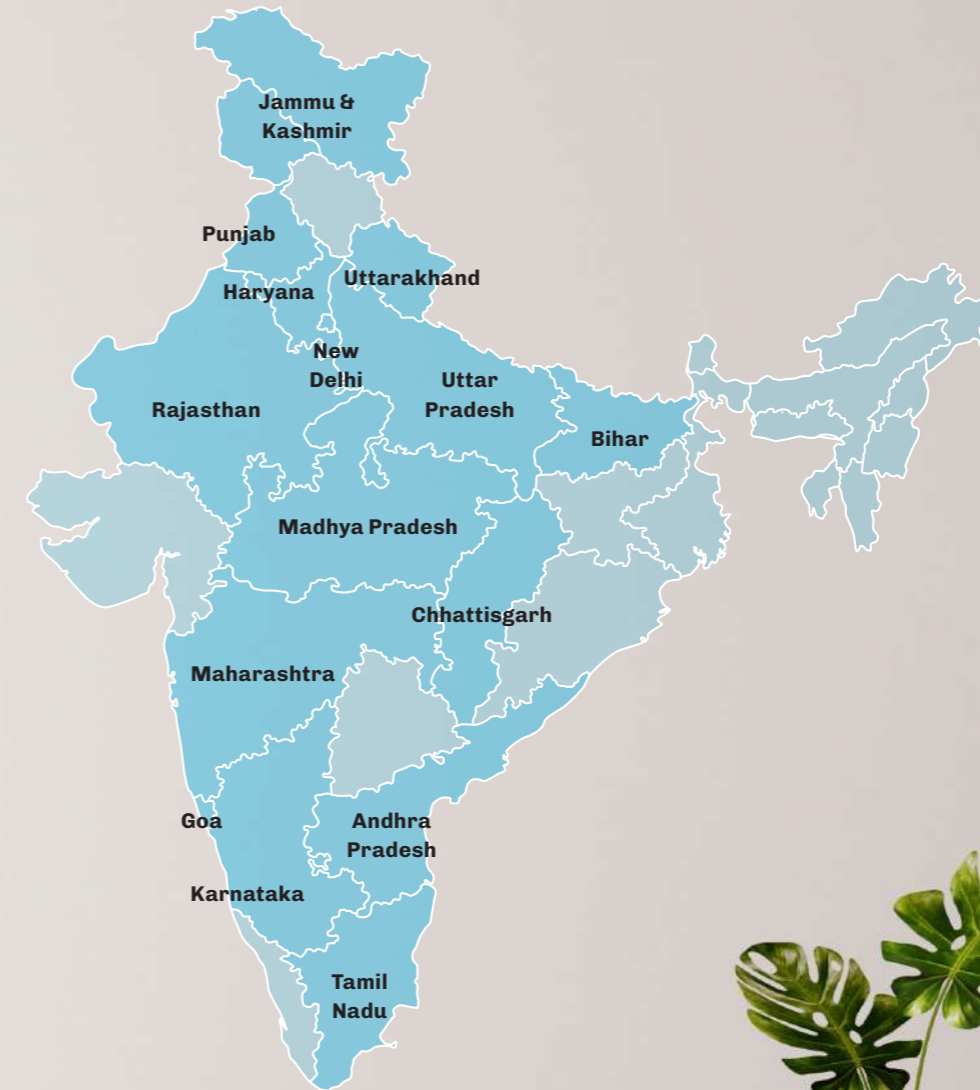 Jammu &
Kashmir
Punjab
Uttarakhand
Haryana
New
Delhi
Uttar
Pradesh
Rajasthan
Bihar
Madhya Pradesh
Chhattisgarh
Maharashtra
Goa
Andhra
Pradesh
Karnataka
Tamil
Nadu